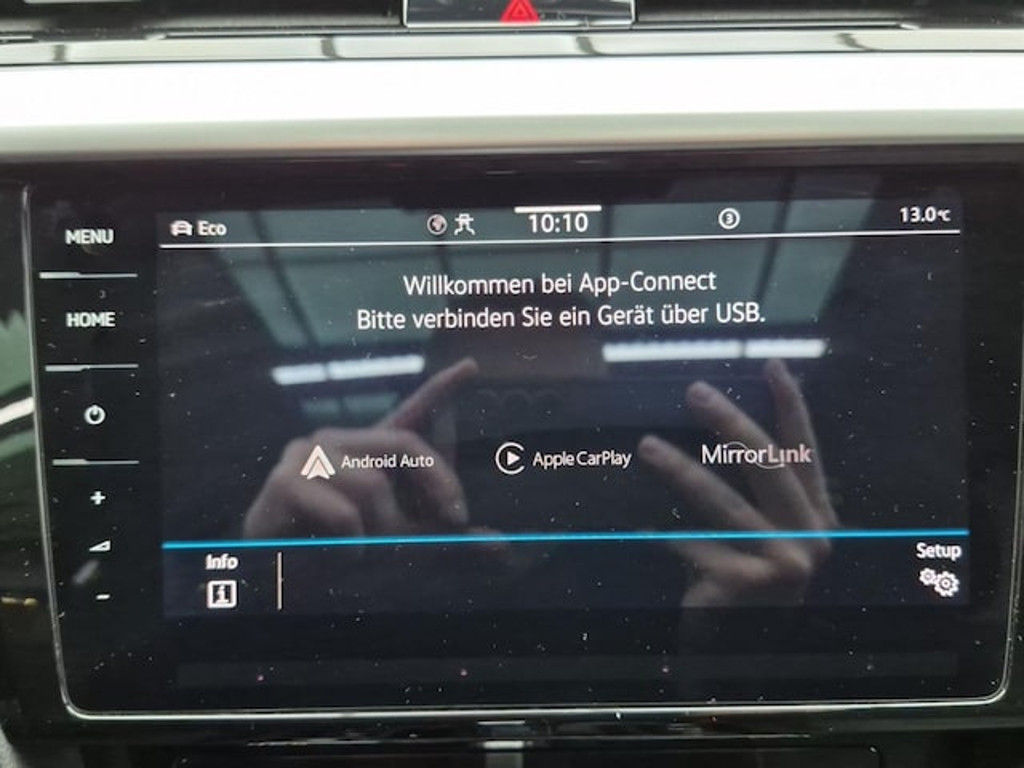 MENU
HOME
Eco
10:10
3
13.0°C
Willkommen bei App-Connect
Bitte verbinden Sie ein Gerät über USB.
Android Auto
Apple CarPlay
MirrorLink
Info
i
Setup
+
-